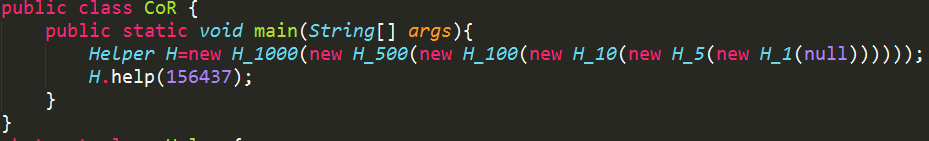 public class CoR {
public static void main(String[] args){
Helper H=new H_1000(new H_500(new H_100(new H_10(new H_5(new H_1(null))))));
H.help(156437);
}
}